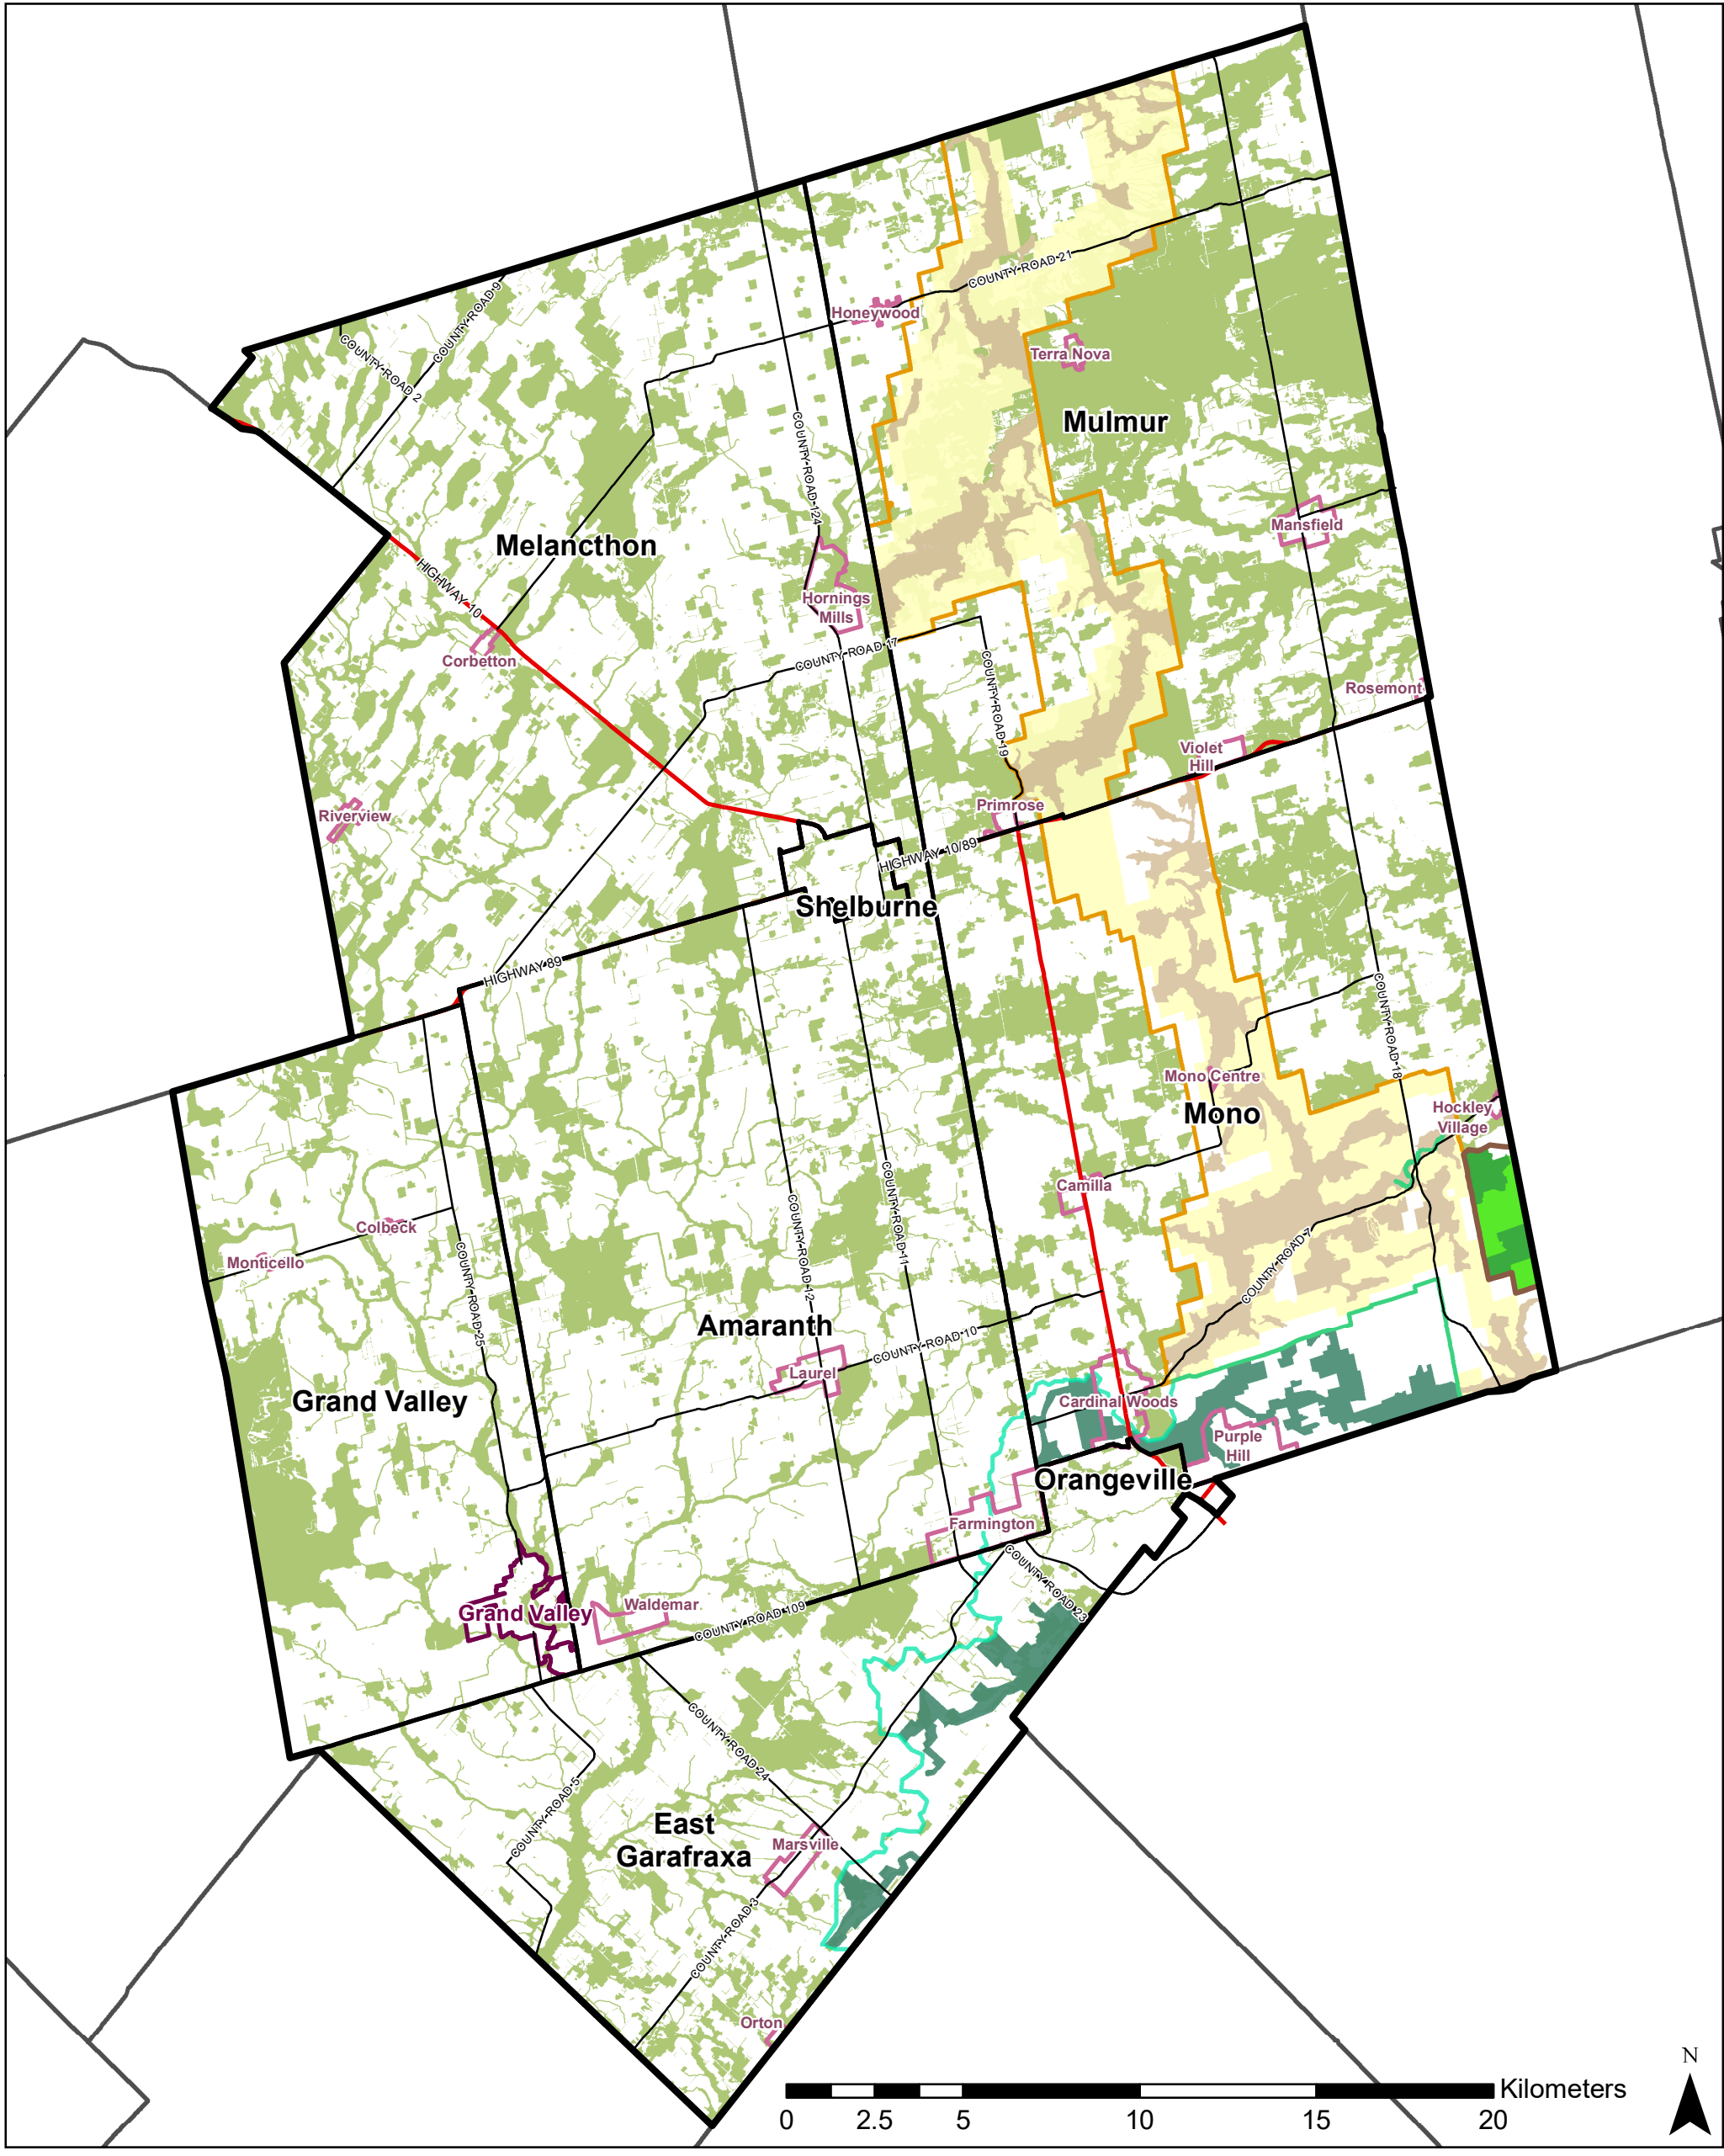 COUNTY ROAD 21
COUNTY ROAD 9
Honeywood
COUNTY ROAD 2
Terra Nova
Mulmur
COUNTY ROAD 124
Mansfield
Melancthon
HIGHWAY 10
Hornings
Mills
Corbetton
COUNTY ROAD 17
COUNTY ROAD 19
Rosemont
Violet
Hill
Primrose
Riverview
HIGHWAY 10/89
Shelburne
HIGHWAY 89
COUNTY ROAD 18
Mono Centre
Mono
Hockley
Village
Camilla
COUNTY ROAD 11
COUNTY ROAD 12
Colbeck
Monticello
COUNTY ROAD 25
COUNTY ROAD 7
Amaranth
COUNTY ROAD 10
Laurel
Grand Valley
Cardinal Woods
Purple
Hill
Orangeville
Farmington
COUNTY ROAD 23
Waldemar
Grand Valley
COUNTY ROAD 109
COUNTY ROAD 24
COUNTY ROAD 5
East
Garafraxa
Marsville
COUNTY ROAD 3
Orton
N
Kilometers
0 2.5 5 10 15 20